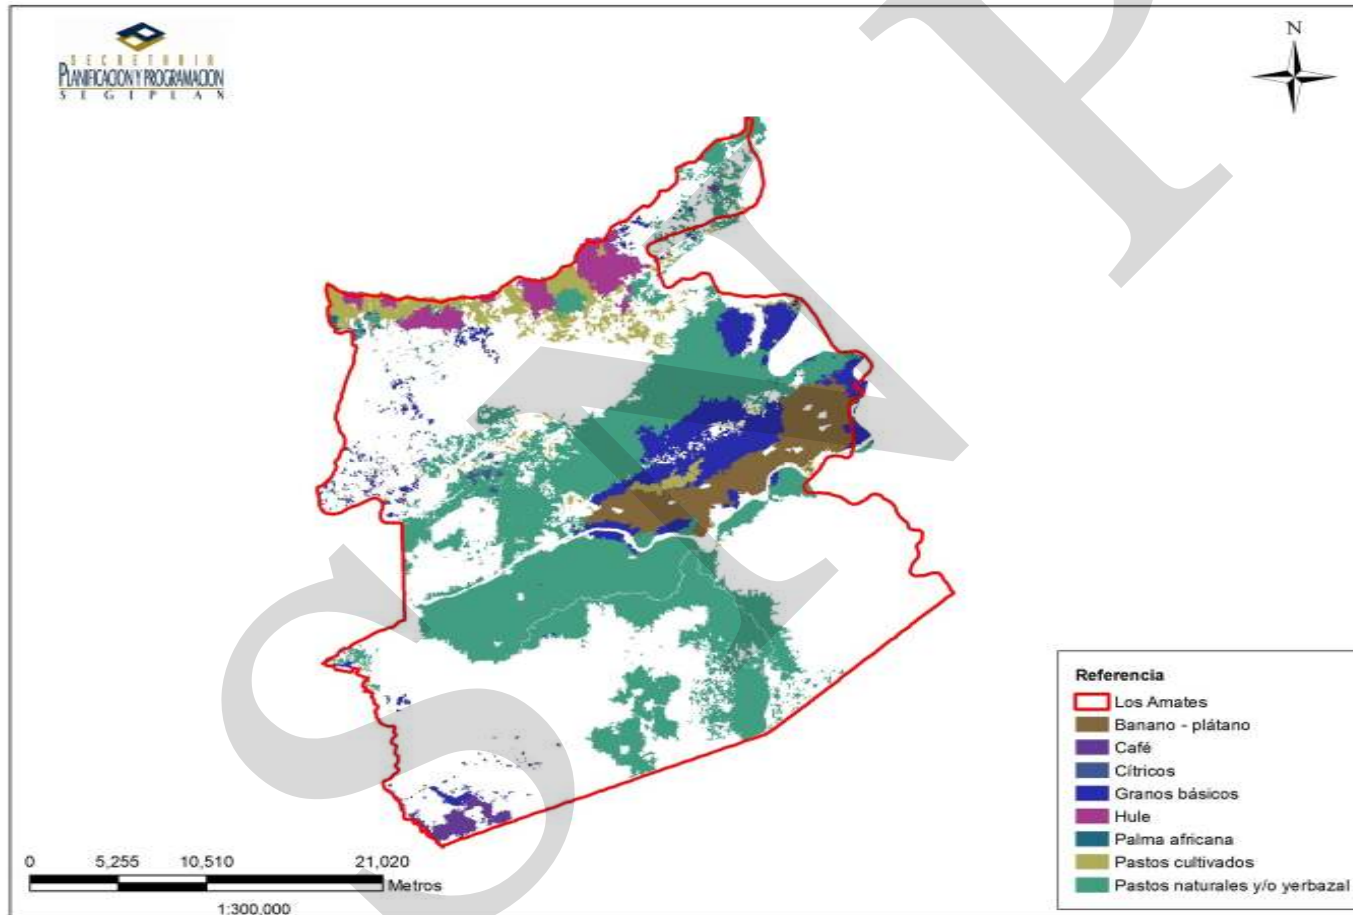 SECRETARIA
PLANIFICACION Y PROGRAMACION
SEGEPLAN
N
Referencia
Los Amates
Banano - plátano
Café
Cítricos
Granos básicos
Hule
Palma africana
Pastos cultivados
Pastos naturales y/o yerbazal
0 5,255 10,510 21,020
Metros
1:300,000